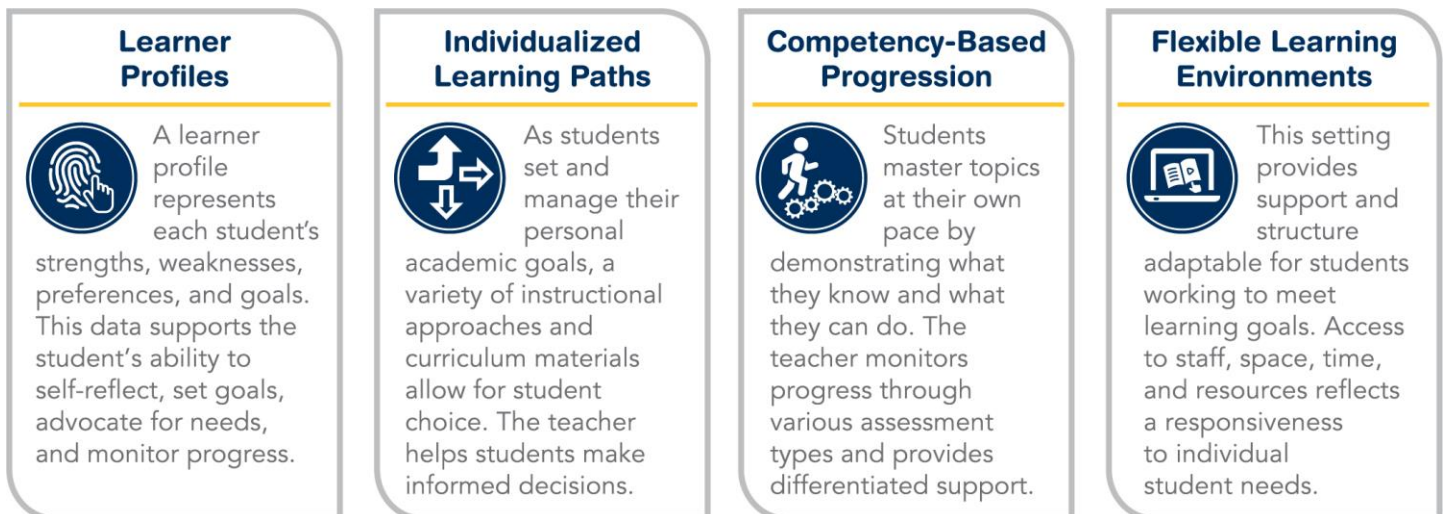 Learner
Profiles
A learner
profile
represents
each student's
strengths, weaknesses,
preferences, and goals.
This data supports the
student's ability to
self-reflect, set goals,
advocate for needs,
and monitor progress.
Individualized
Learning Paths
As students
set and
manage their
personal
academic goals, a
variety of instructional
approaches and
curriculum materials
allow for student
choice. The teacher
helps students make
informed decisions.
Competency-Based
Progression
Students
master topics
at their own
pace by
demonstrating what
they know and what
they can do. The
teacher monitors
progress through
various assessment
types and provides
differentiated support.
Flexible Learning
Environments
This setting
provides
support and
structure
adaptable for students
working to meet
learning goals. Access
to staff, space, time,
and resources reflects
a responsiveness
to individual
student needs.